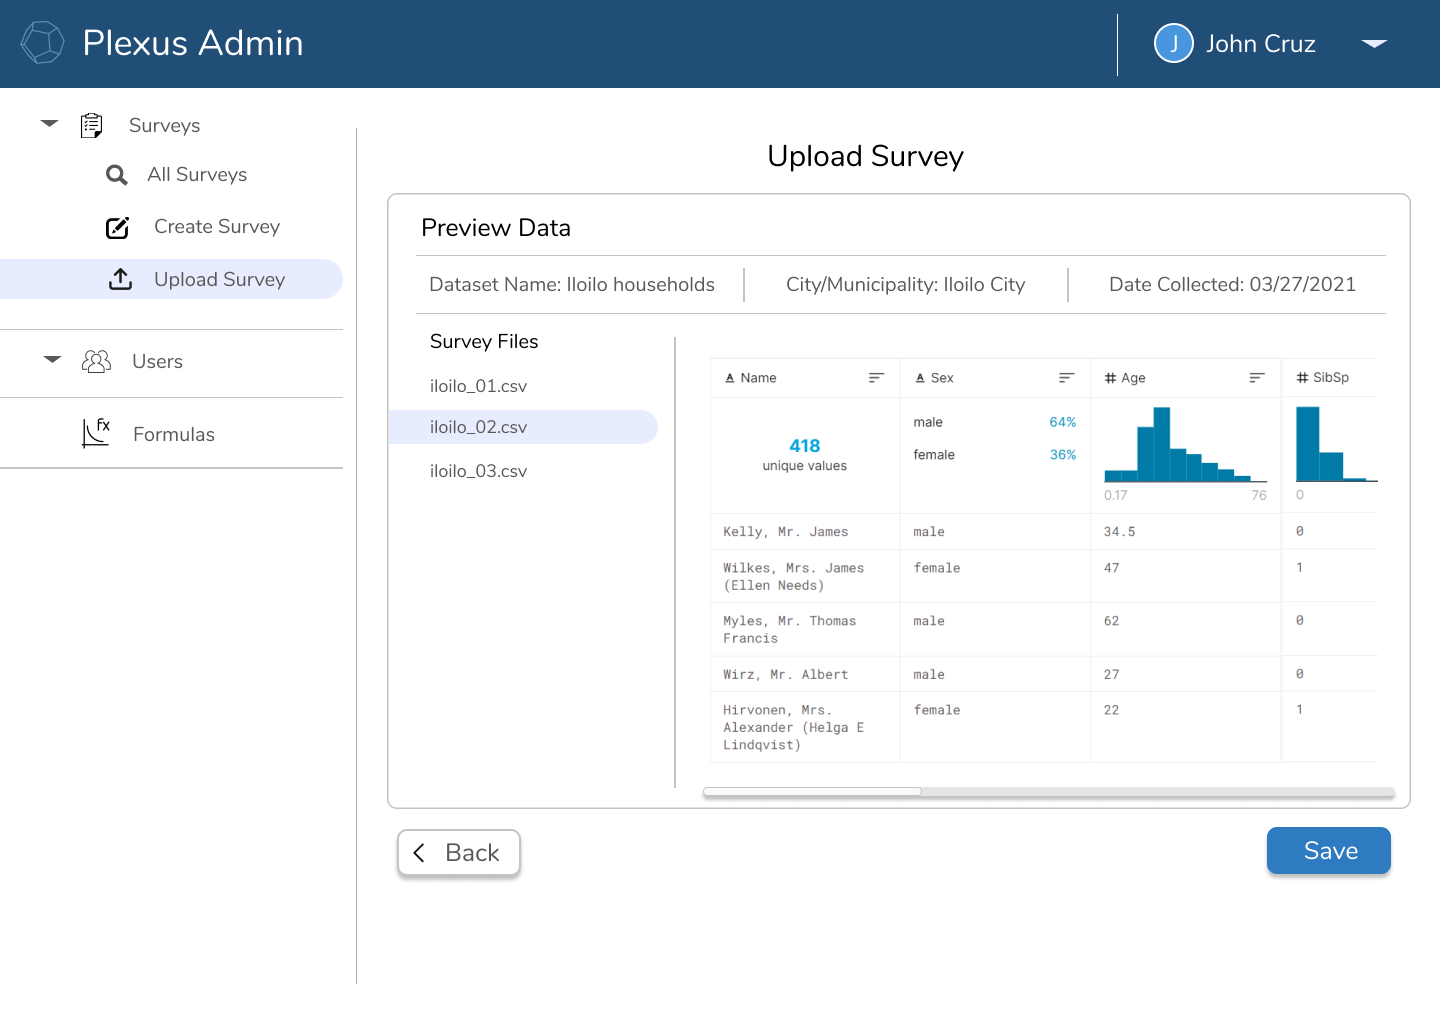 Plexus Admin
J John Cruz
Surveys
All Surveys
Create Survey
Upload Survey
Users
fx
Formulas
Upload Survey
Preview Data
Dataset Name: Iloilo households
City/Municipality: Iloilo City
Date Collected: 03/27/2021
Survey Files
iloilo_01.csv
iloilo_02.csv
iloilo_03.csv
A Name
A Sex
# Age
# SibSp
418
unique values
male 64%
female 36%
0.17 76
0
Kelly, Mr. James male 34.5 0
Wilkes, Mrs. James female 47 1
(Ellen Needs)
Myles, Mr. Thomas male 62 0
Francis
Wirz, Mr. Albert male 27 0
Hirvonen, Mrs. female 22 1
Alexander (Helga E
Lindqvist)
Back
Save